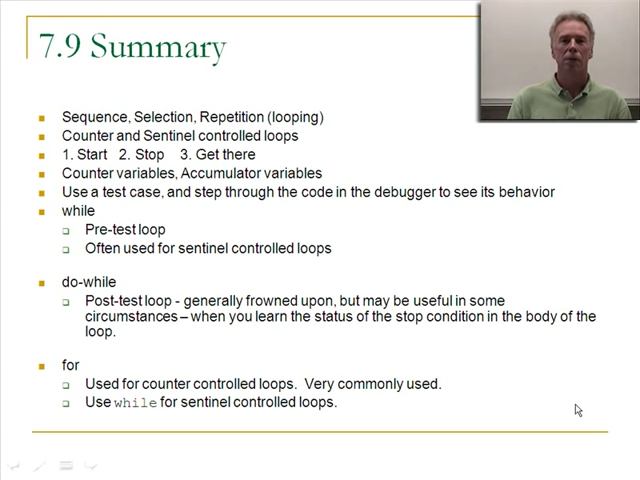 7.9 Summary
Sequence, Selection, Repetition (looping)
Counter and Sentinel controlled loops
1. Start 2. Stop 3. Get there
Counter variables, Accumulator variables
Use a test case, and step through the code in the debugger to see its behavior
while
Pre-test loop
Often used for sentinel controlled loops
do-while
Post-test loop - generally frowned upon, but may be useful in some
circumstances – when you learn the status of the stop condition in the body of the
loop.
for
Used for counter controlled loops. Very commonly used.
Use while for sentinel controlled loops.